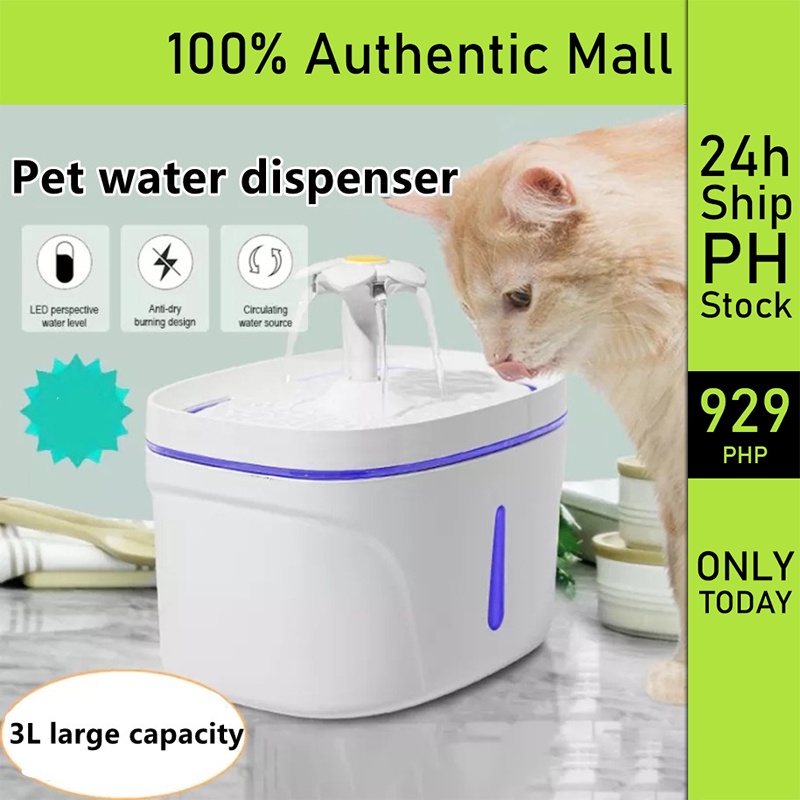 100% Authentic Mall
Pet water dispenser
LED perspective
water level
Anti-dry
burning design
Circulating
water source
3L large capacity
24h
Ship
PH
Stock
929
PHP
ONLY
TODAY